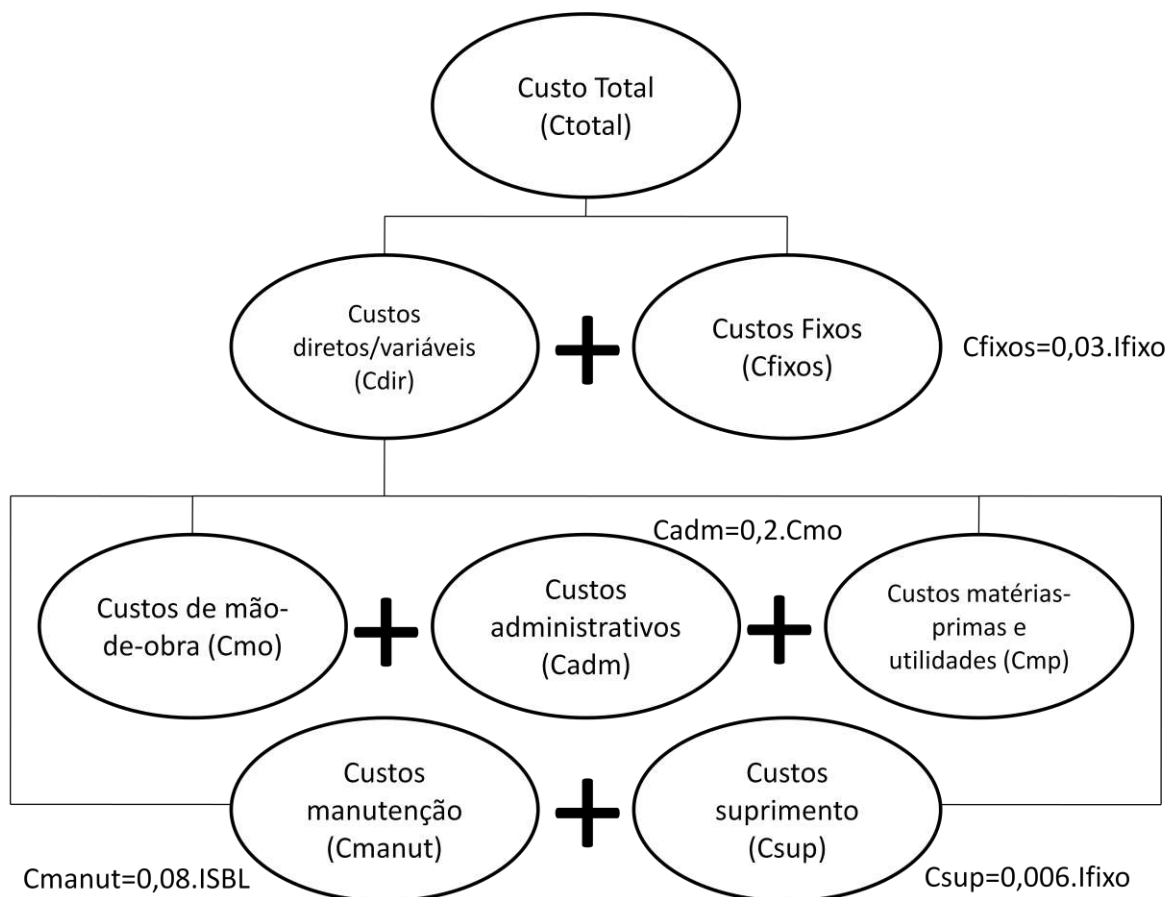 Custo Total
(Ctotal)
Custos
diretos/variáveis
(Cdir)
Custos Fixos
(Cfixos)
Cfixos=0,03.Ifixo
Cadm=0,2.Cmo
Custos de mão-
de-obra (Cmo)
Custos
administrativos
(Cadm)
Custos matérias-
primas e
utilidades (Cmp)
Custos
manutenção
(Cmanut)
Custos
suprimento
(Csup)
Cmanut=0,08.ISBL
Csup=0,006.Ifixo